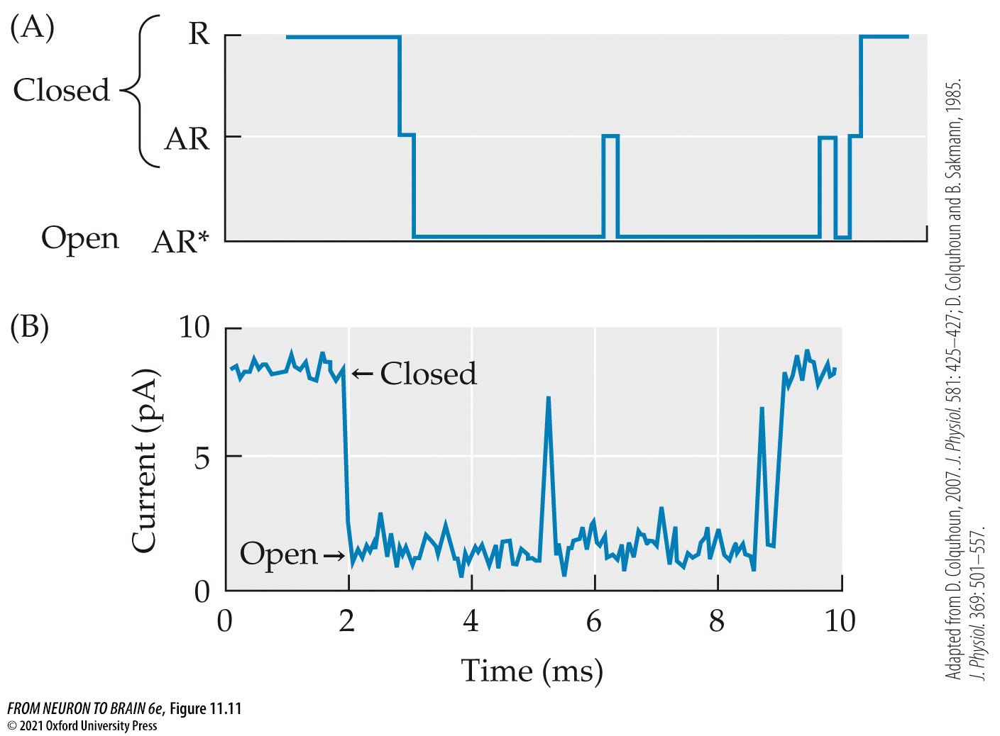 (A)
R
Closed
AR
Open AR*
(B)
10
← Closed
Current (pA)
5
Open →
0
0 2 4 6 8 10
Time (ms)
Adapted from D. Colquhoun, 2007. J. Physiol. 581: 425–427; D. Colquhoun and B. Sakmann, 1985.
J. Physiol. 369: 501–557.
FROM NEURON TO BRAIN 6e, Figure 11.11
© 2021 Oxford University Press